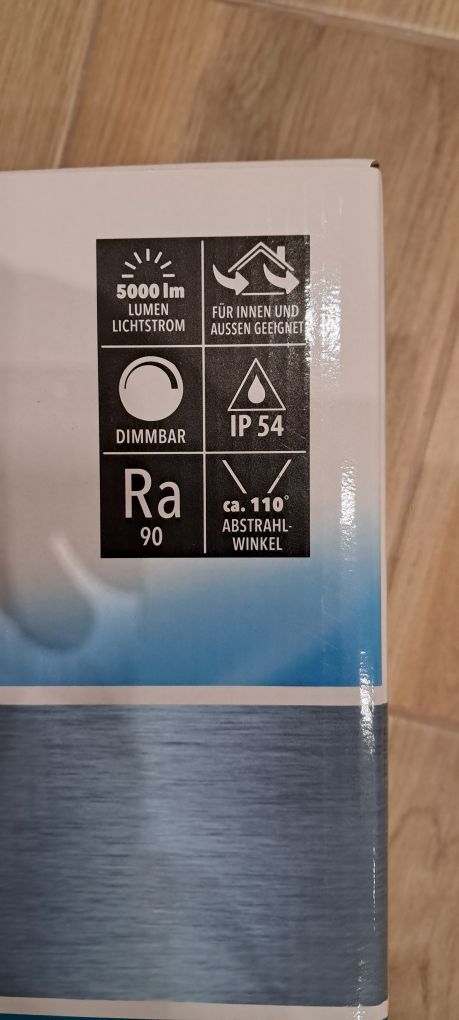 5000 lm
LUMEN
LICHTSTROM
FÜR INNEN UND
AUSSEN GEEIGNET
DIMMBAR
IP 54
Ra
90
ca. 110°
ABSTRAHL-
WINKEL